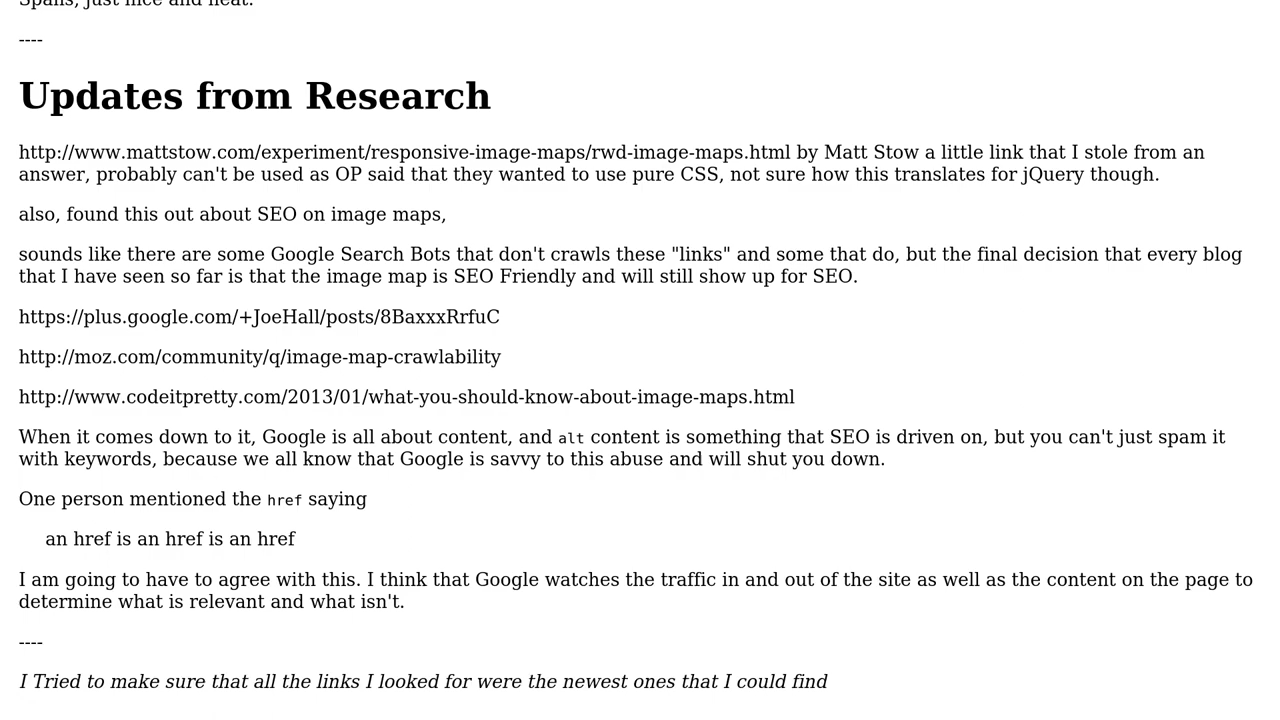 Spans, just nice and neat.
----
Updates from Research
http://www.mattstow.com/experiment/responsive-image-maps/rwd-image-maps.html by Matt Stow a little link that I stole from an
answer, probably can't be used as OP said that they wanted to use pure CSS, not sure how this translates for jQuery though.
also, found this out about SEO on image maps,
sounds like there are some Google Search Bots that don't crawls these "links" and some that do, but the final decision that every blog
that I have seen so far is that the image map is SEO Friendly and will still show up for SEO.
https://plus.google.com/+JoeHall/posts/8BaxxxRrfuC
http://moz.com/community/q/image-map-crawlability
http://www.codeitpretty.com/2013/01/what-you-should-know-about-image-maps.html
When it comes down to it, Google is all about content, and alt content is something that SEO is driven on, but you can't just spam it
with keywords, because we all know that Google is savvy to this abuse and will shut you down.
One person mentioned the href saying
an href is an href is an href
I am going to have to agree with this. I think that Google watches the traffic in and out of the site as well as the content on the page to
determine what is relevant and what isn't.
----
I Tried to make sure that all the links I looked for were the newest ones that I could find